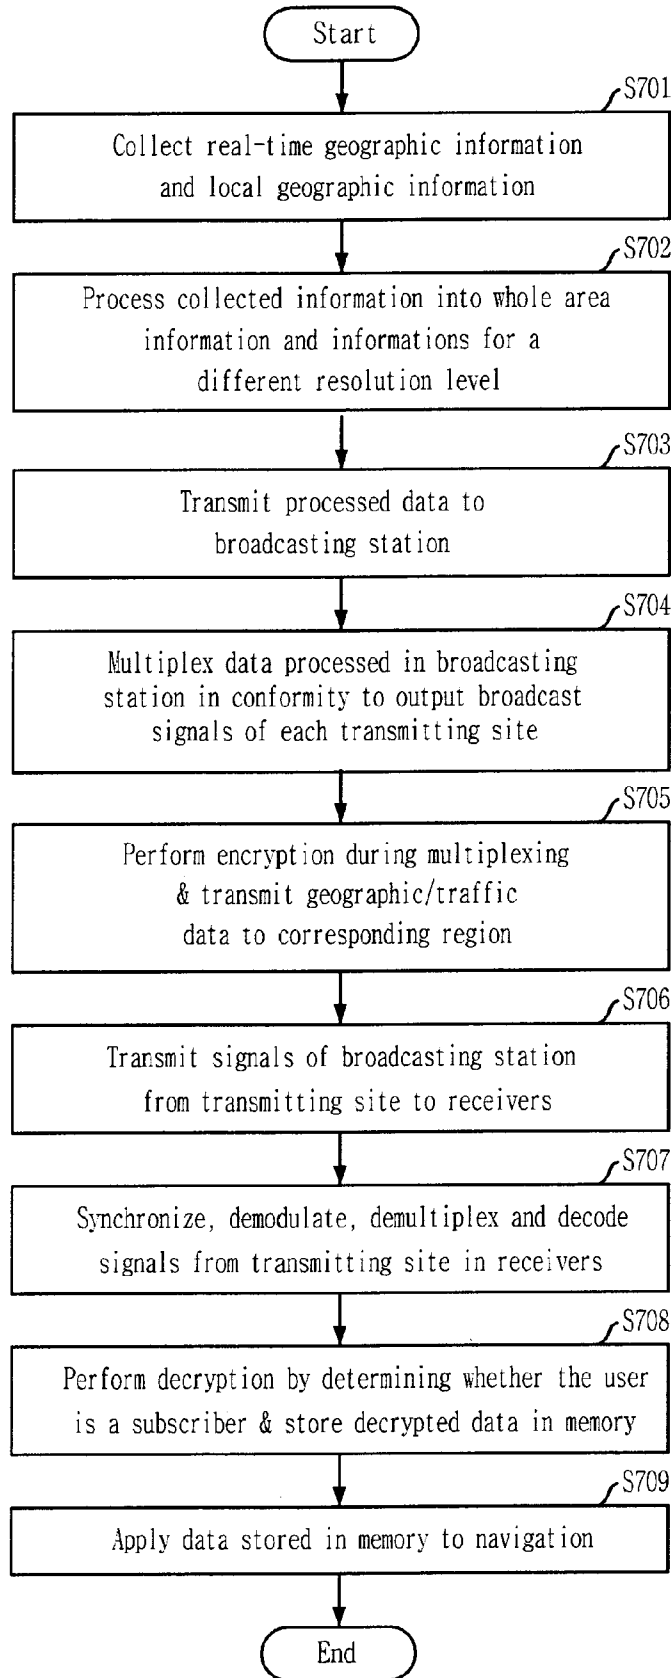 Start
S701
Collect real-time geographic information
and local geographic information
S702
Process collected information into whole area
information and informations for a
different resolution level
S703
Transmit processed data to
broadcasting station
S704
Multiplex data processed in broadcasting
station in conformity to output broadcast
signals of each transmitting site
S705
Perform encryption during multiplexing
& transmit geographic/traffic
data to corresponding region
S706
Transmit signals of broadcasting station
from transmitting site to receivers
S707
Synchronize, demodulate, demultiplex and decode
signals from transmitting site in receivers
S708
Perform decryption by determining whether the user
is a subscriber & store decrypted data in memory
S709
Apply data stored in memory to navigation
End